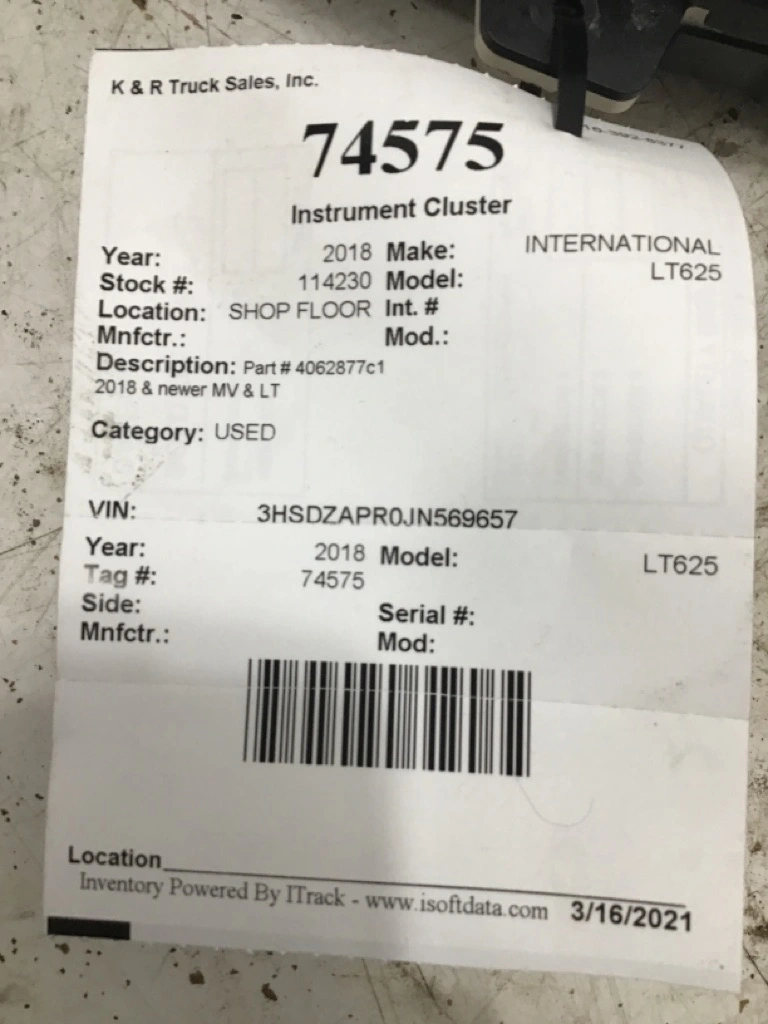 K & R Truck Sales, Inc.
74575
Instrument Cluster
Year: 2018 Make: INTERNATIONAL
Stock #: 114230 Model: LT625
Location: SHOP FLOOR Int. #
Mnfctr.: Mod.:
Description: Part # 4062877c1
2018 & newer MV & LT
Category: USED
VIN: 3HSDZAPR0JN569657
Year: 2018 Model: LT625
Tag #: 74575
Side: Serial #:
Mnfctr.: Mod:
Location
Inventory Powered By ITrack - www.isoftdata.com 3/16/2021